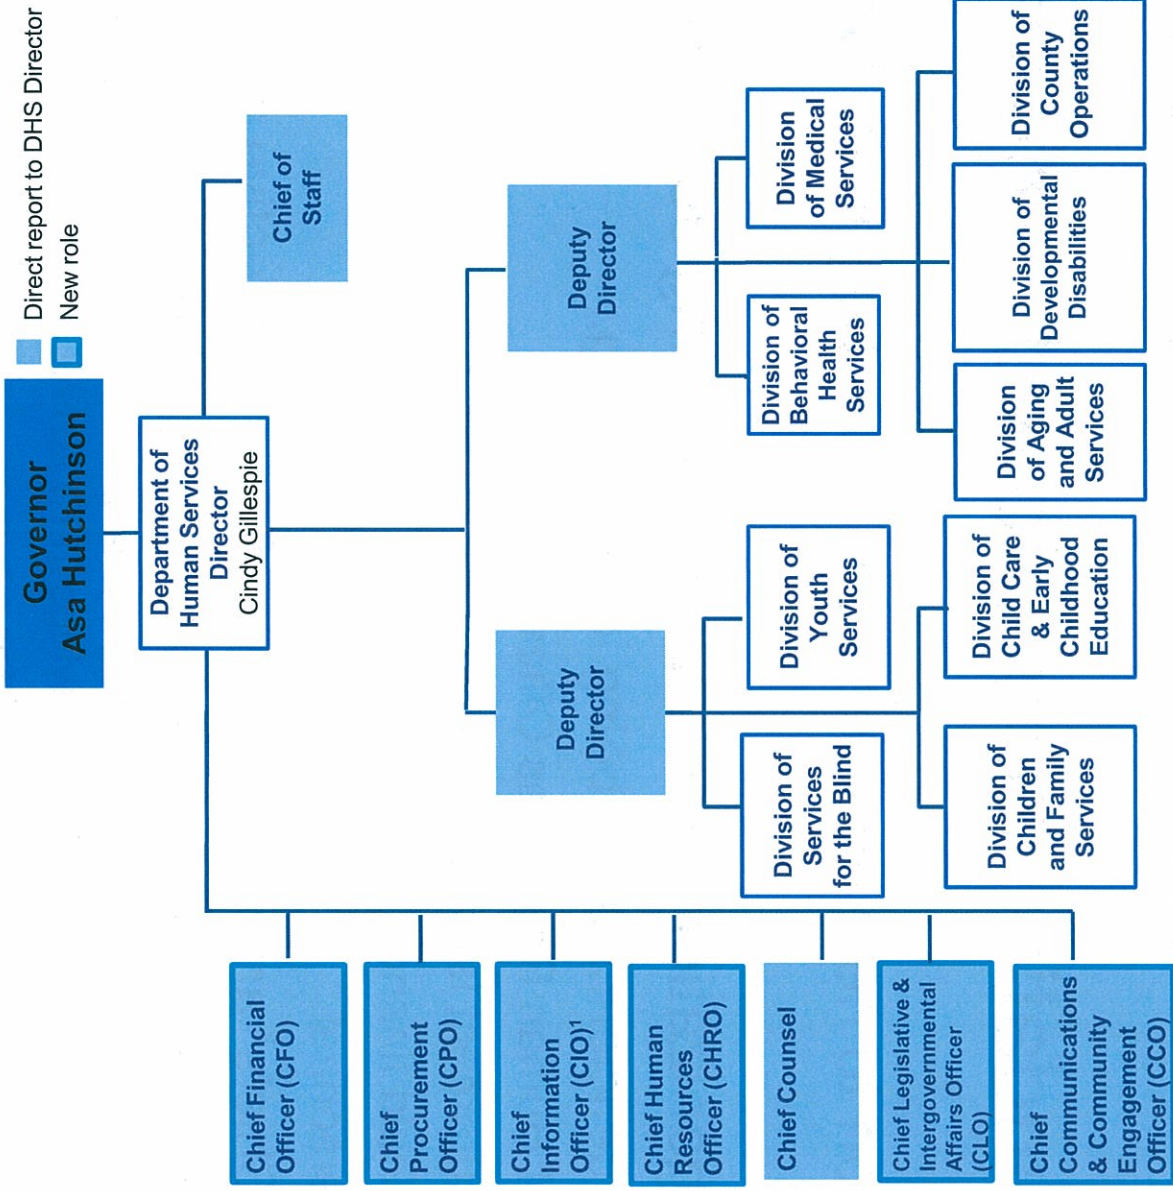 Governor
Asa Hutchinson
Direct report to DHS Director
New role
Department of
Human Services
Director
Cindy Gillespie
Chief of
Staff
Chief Financial
Officer (CFO)
Chief
Procurement
Officer (CPO)
Chief
Information
Officer (CIO)¹
Chief Human
Resources
Officer (CHRO)
Chief Counsel
Chief Legislative &
Intergovernmental
Affairs Officer
(CLO)
Chief
Communications
& Community
Engagement
Officer (CCO)
Deputy
Director
Division of
Services
for the Blind
Division of
Youth
Services
Division of
Children
and Family
Services
Division of
Child Care
& Early
Childhood
Education
Deputy
Director
Division of
Behavioral
Health
Services
Division
of Medical
Services
Division
of Aging
and Adult
Services
Division of
Developmental
Disabilities
Division of
County
Operations